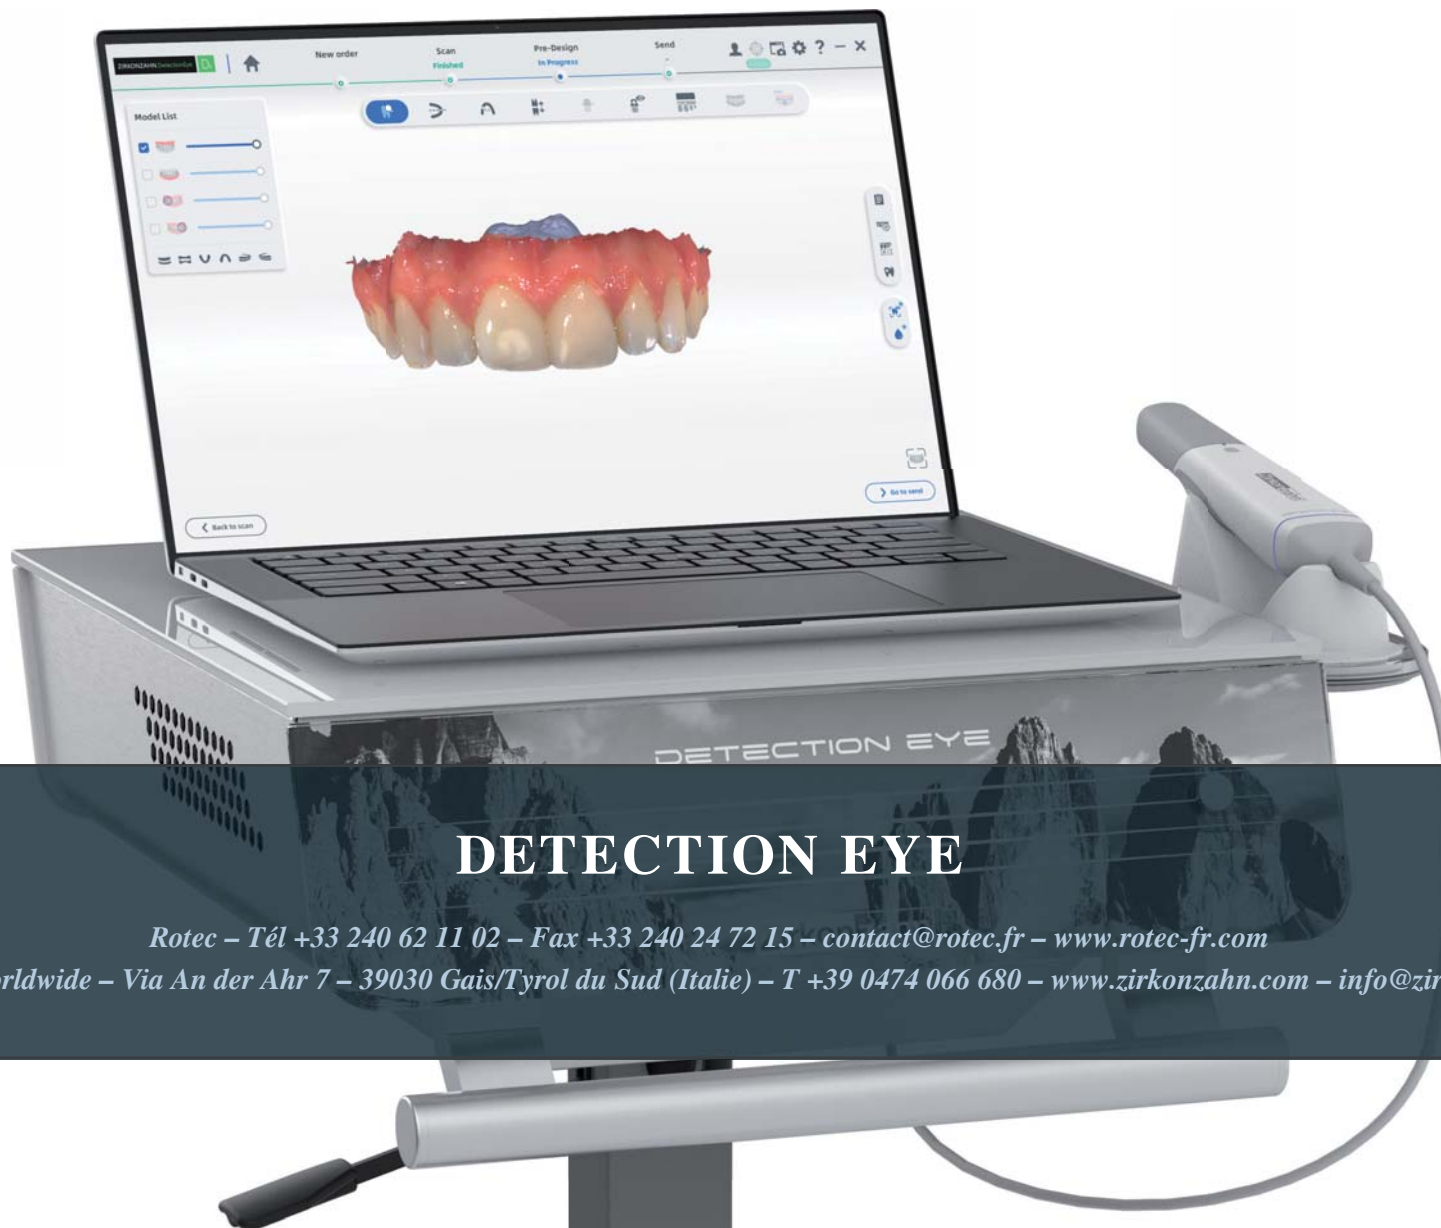 ZIRKONZAHN DetectionEye
New order
Scan
Finished
Pre-Design
In Progress
Send
Model List
Back to scan
Go to send
DETECTION EYE
DETECTION EYE
Rotec – Tél +33 240 62 11 02 – Fax +33 240 24 72 15 – contact@rotec.fr – www.rotec-fr.com
– Via An der Ahr 7 – 39030 Gais/Tyrol du Sud (Italie) – T +39 0474 066 680 – www.zirkonzahn.com –